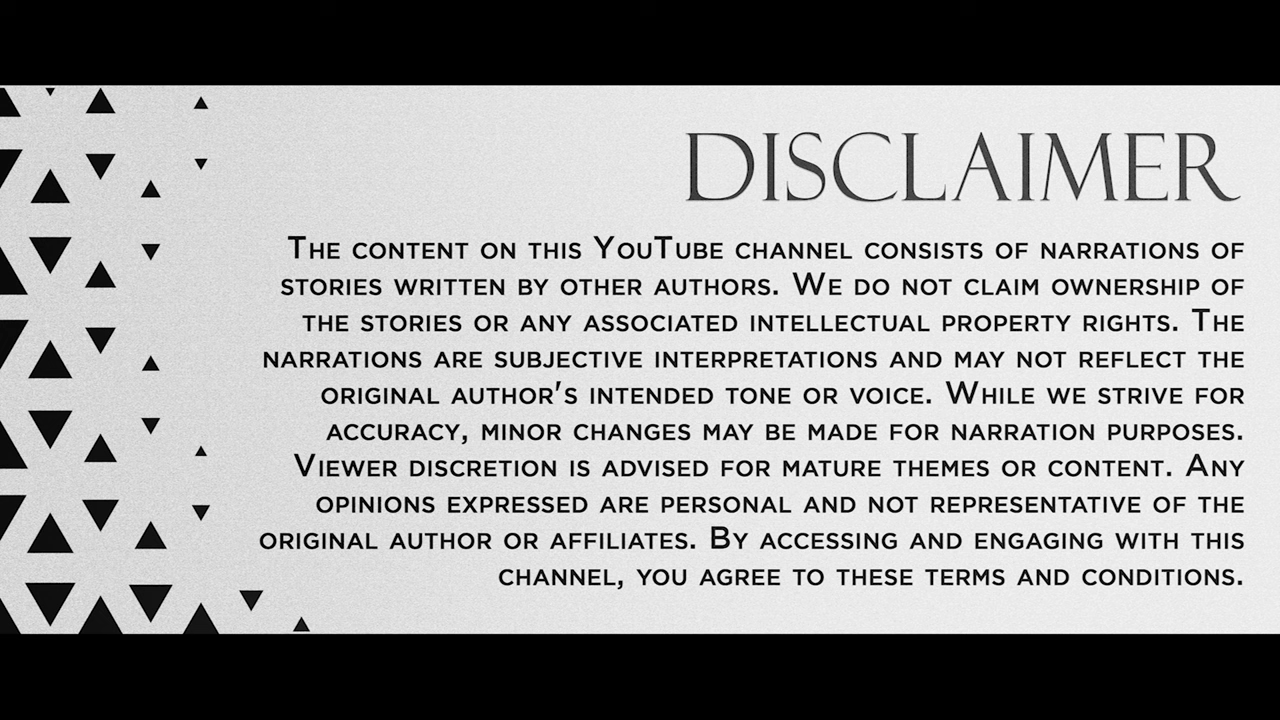 DISCLAIMER
The content on this YouTube channel consists of narrations of
stories written by other authors. We do not claim ownership of
the stories or any associated intellectual property rights. The
narrations are subjective interpretations and may not reflect the
original author's intended tone or voice. While we strive for
accuracy, minor changes may be made for narration purposes.
Viewer discretion is advised for mature themes or content. Any
opinions expressed are personal and not representative of the
original author or affiliates. By accessing and engaging with this
channel, you agree to these terms and conditions.